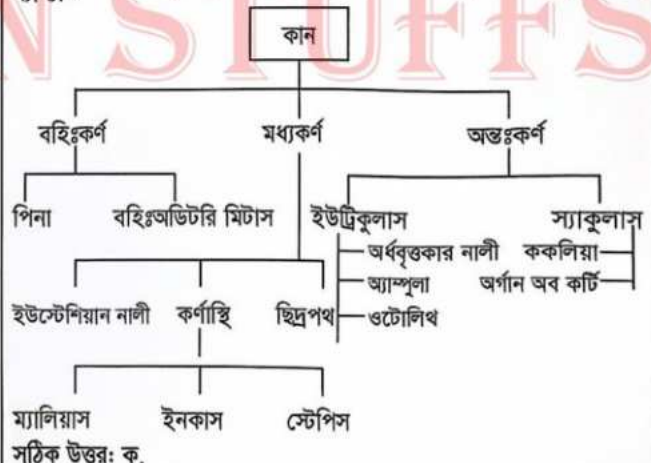 N STUFFS
কান
বহিঃকর্ণ মধ্যকর্ণ অন্তঃকর্ণ
পিনা বহিঃঅডিটরি মিটাস ইউট্রিকুলাস স্যাকুলাস
অর্ধবৃত্তকার নালী ককলিয়া
অ্যাম্পুলা অর্গান অব কর্টি
ইউস্টেশিয়ান নালী কর্ণাস্থি ছিদ্রপথ ওটোলিথ
ম্যালিয়াস ইনকাস স্টেপিস
সঠিক উত্তর: ক.